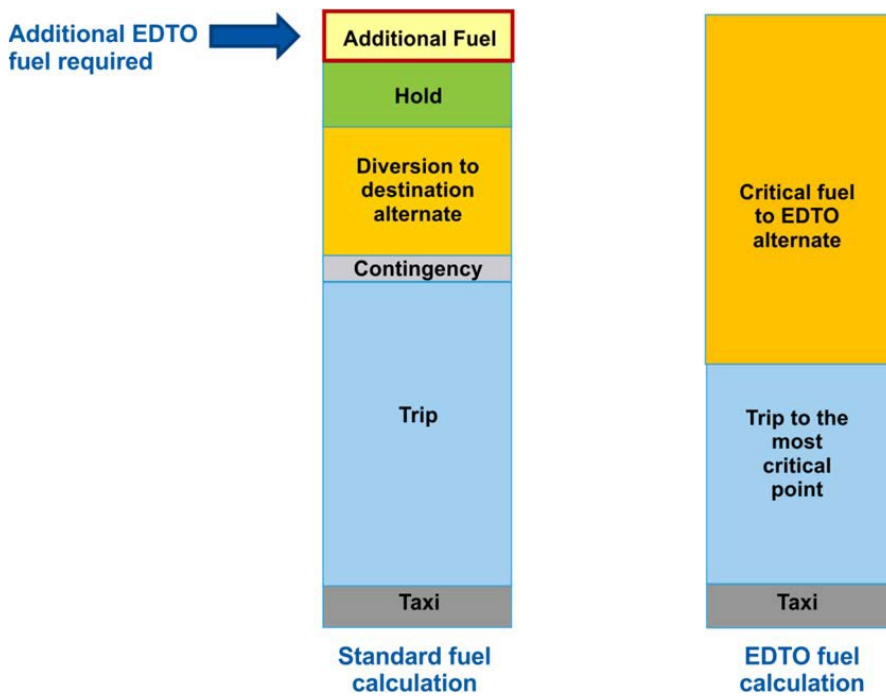 Additional EDTO
fuel required
Additional Fuel
Hold
Diversion to
destination
alternate
Contingency
Trip
Taxi
Standard fuel
calculation
Critical fuel
to EDTO
alternate
Trip to the
most
critical
point
Taxi
EDTO fuel
calculation